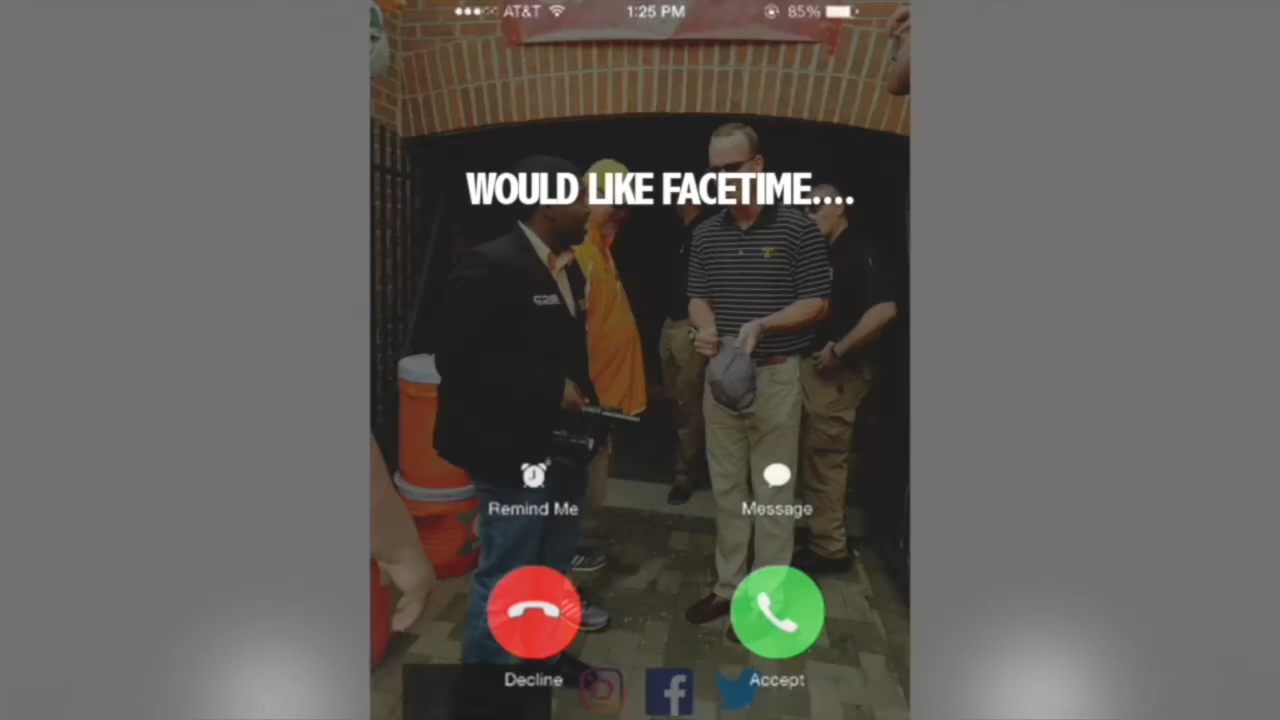 AT&T
1:25 PM
85%
WOULD LIKE FACETIME....
Remind Me
Message
Decline
Accept